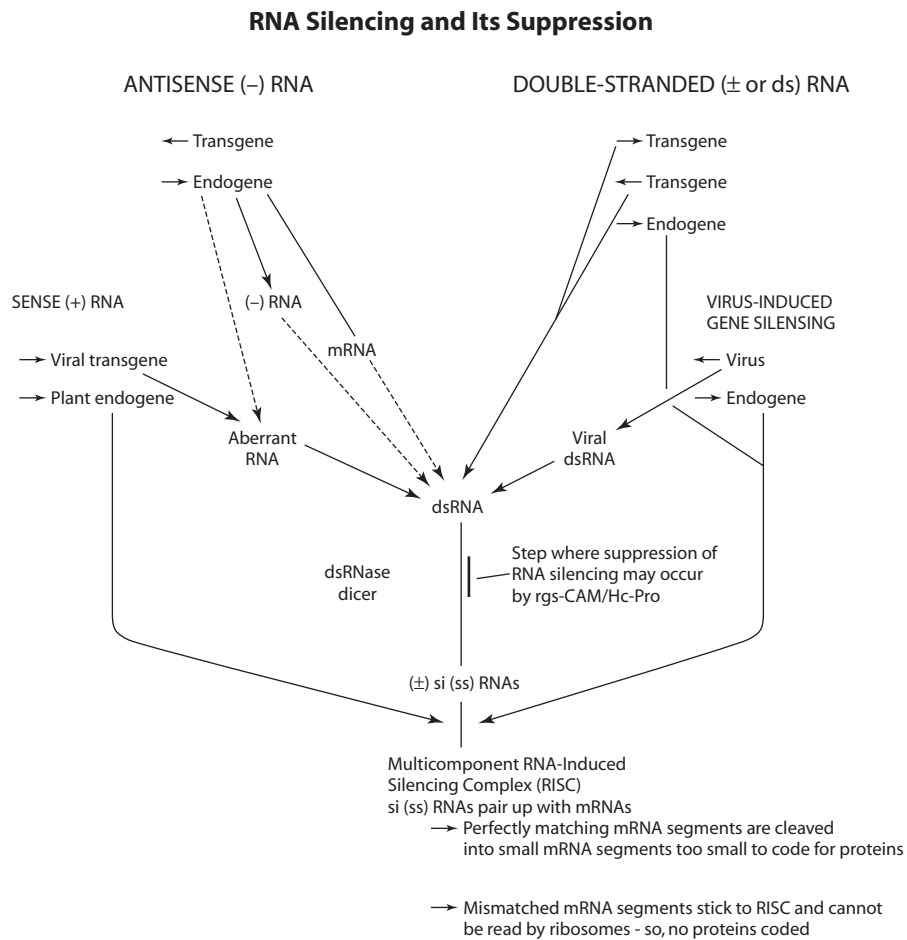 RNA Silencing and Its Suppression
ANTISENSE (–) RNA
DOUBLE-STRANDED (± or ds) RNA
Transgene
Endogene
(–) RNA
mRNA
Transgene
Transgene
Endogene
SENSE (+) RNA
Viral transgene
Plant endogene
VIRUS-INDUCED
GENE SILENSING
Virus
Endogene
Aberrant
RNA
Viral
dsRNA
dsRNA
dsRNase
dicer
Step where suppression of
RNA silencing may occur
by rgs-CAM/Hc-Pro
(±) si (ss) RNAs
Multicomponent RNA-Induced
Silencing Complex (RISC)
si (ss) RNAs pair up with mRNAs
Perfectly matching mRNA segments are cleaved
into small mRNA segments too small to code for proteins
Mismatched mRNA segments stick to RISC and cannot
be read by ribosomes - so, no proteins coded